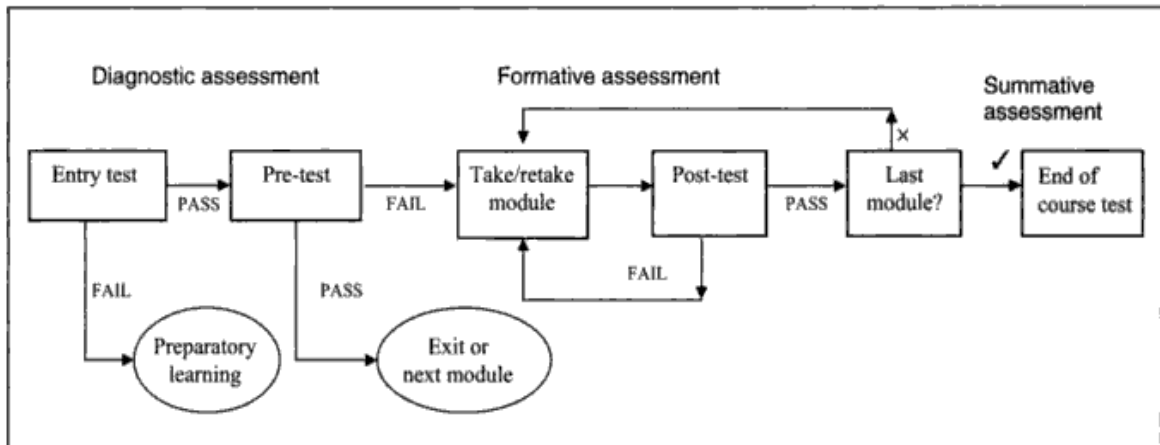 Diagnostic assessment
Formative assessment
Summative
assessment
Entry test
PASS
Pre-test
FAIL
Take/retake
module
Post-test
PASS
Last
module?
×
✓
End of
course test
FAIL
Preparatory
learning
PASS
Exit or
next module
FAIL